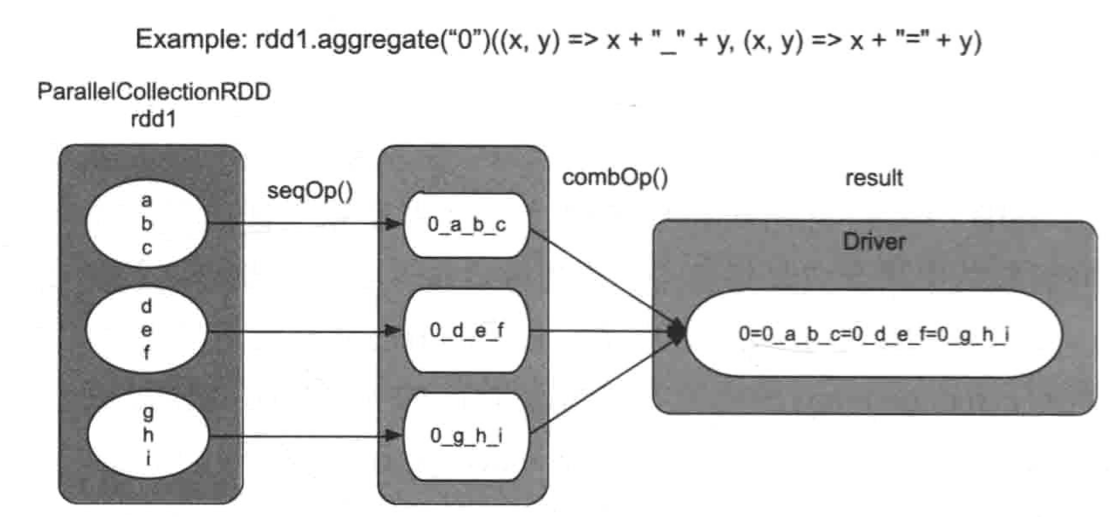 Example: rdd1.aggregate(“0”)((x, y) => x + "_" + y, (x, y) => x + "=" + y)
ParallelCollectionRDD
rdd1
a
b
c
d
e
f
g
h
i
seqOp()
0_a_b_c
0_d_e_f
0_g_h_i
combOp()
result
Driver
0=0_a_b_c=0_d_e_f=0_g_h_i